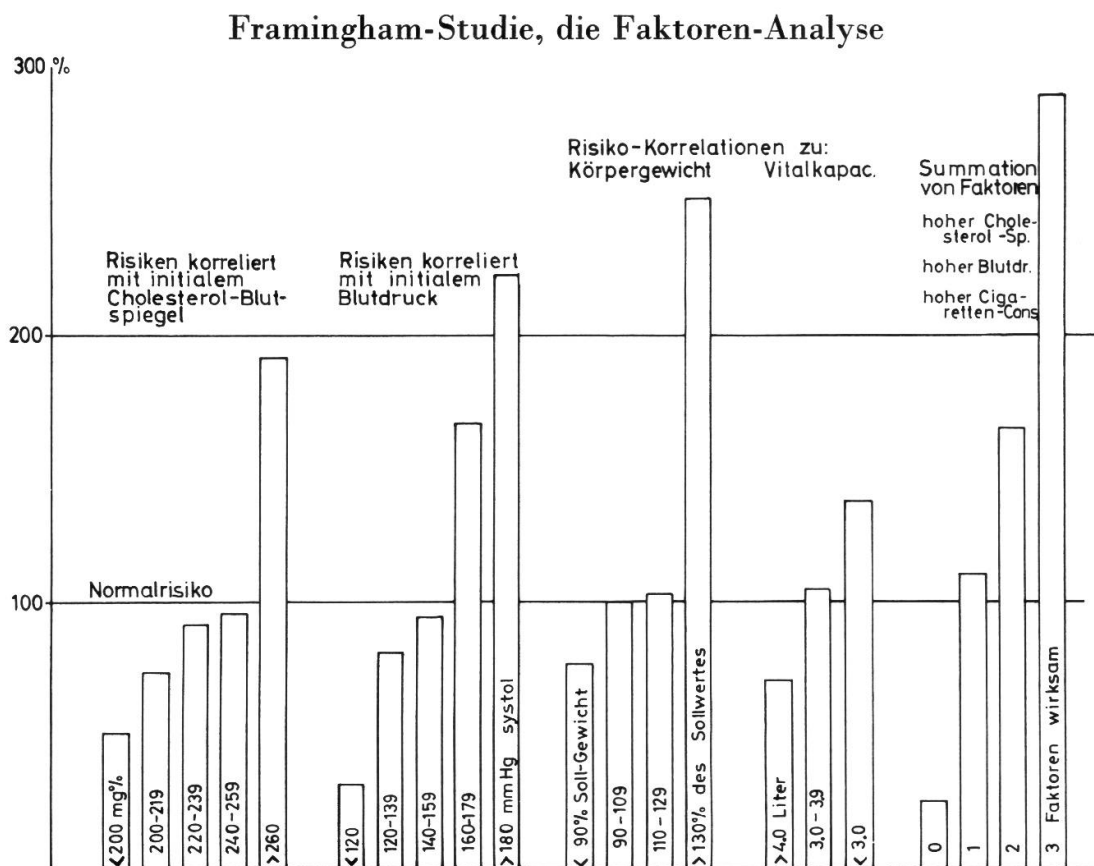 Framingham-Studie, die Faktoren-Analyse
300 %
Risiko-Korrelationen zu:
Körpergewicht
Vitalkapac.
Summation
von Faktoren
hoher Chole-
sterol-Sp.
hoher Blutdr.
hoher Ciga-
retten-Cons
Risiken korreliert
mit initialem
Cholesterol-Blut-
spiegel
Risiken korreliert
mit initialem
Blutdruck
200
Normalrisiko
100
<200 mg%
200-219
220-239
240-259
>260
<120
120-139
140-159
160-179
>180 mm Hg systol
< 90% Soll-Gewicht
90-109
110-129
>130% des Sollwertes
>4,0 Liter
3,0-3,9
< 3,0
0
1
2
3 Faktoren wirksam